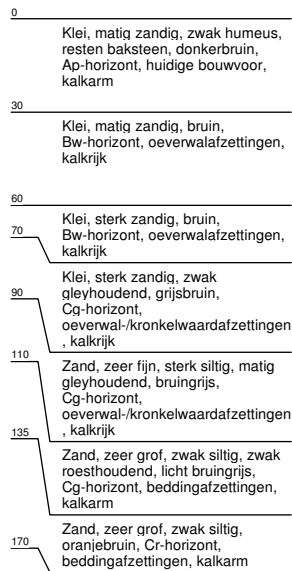 0
Klei, matig zandig, zwak humeus,
resten baksteen, donkerbruin,
Ap-horizont, huidige bouwvoor,
kalkarm
30
Klei, matig zandig, bruin,
Bw-horizont, oeverwalafzettingen,
kalkrijk
60
Klei, sterk zandig, bruin,
Bw-horizont, oeverwalafzettingen,
kalkrijk
70
Klei, sterk zandig, zwak
gleyhoudend, grijsbruin,
Cg-horizont,
oeverwal-/kronkelwaardafzettingen
, kalkrijk
90
Zand, zeer fijn, sterk siltig, matig
gleyhoudend, bruingrijs,
Cg-horizont,
oeverwal-/kronkelwaardafzettingen
, kalkrijk
110
Zand, zeer grof, zwak siltig, zwak
roesthoudend, licht bruingrijs,
Cg-horizont, beddingafzettingen,
kalkarm
135
Zand, zeer grof, zwak siltig,
oranjebruin, Cr-horizont,
beddingafzettingen, kalkarm
170